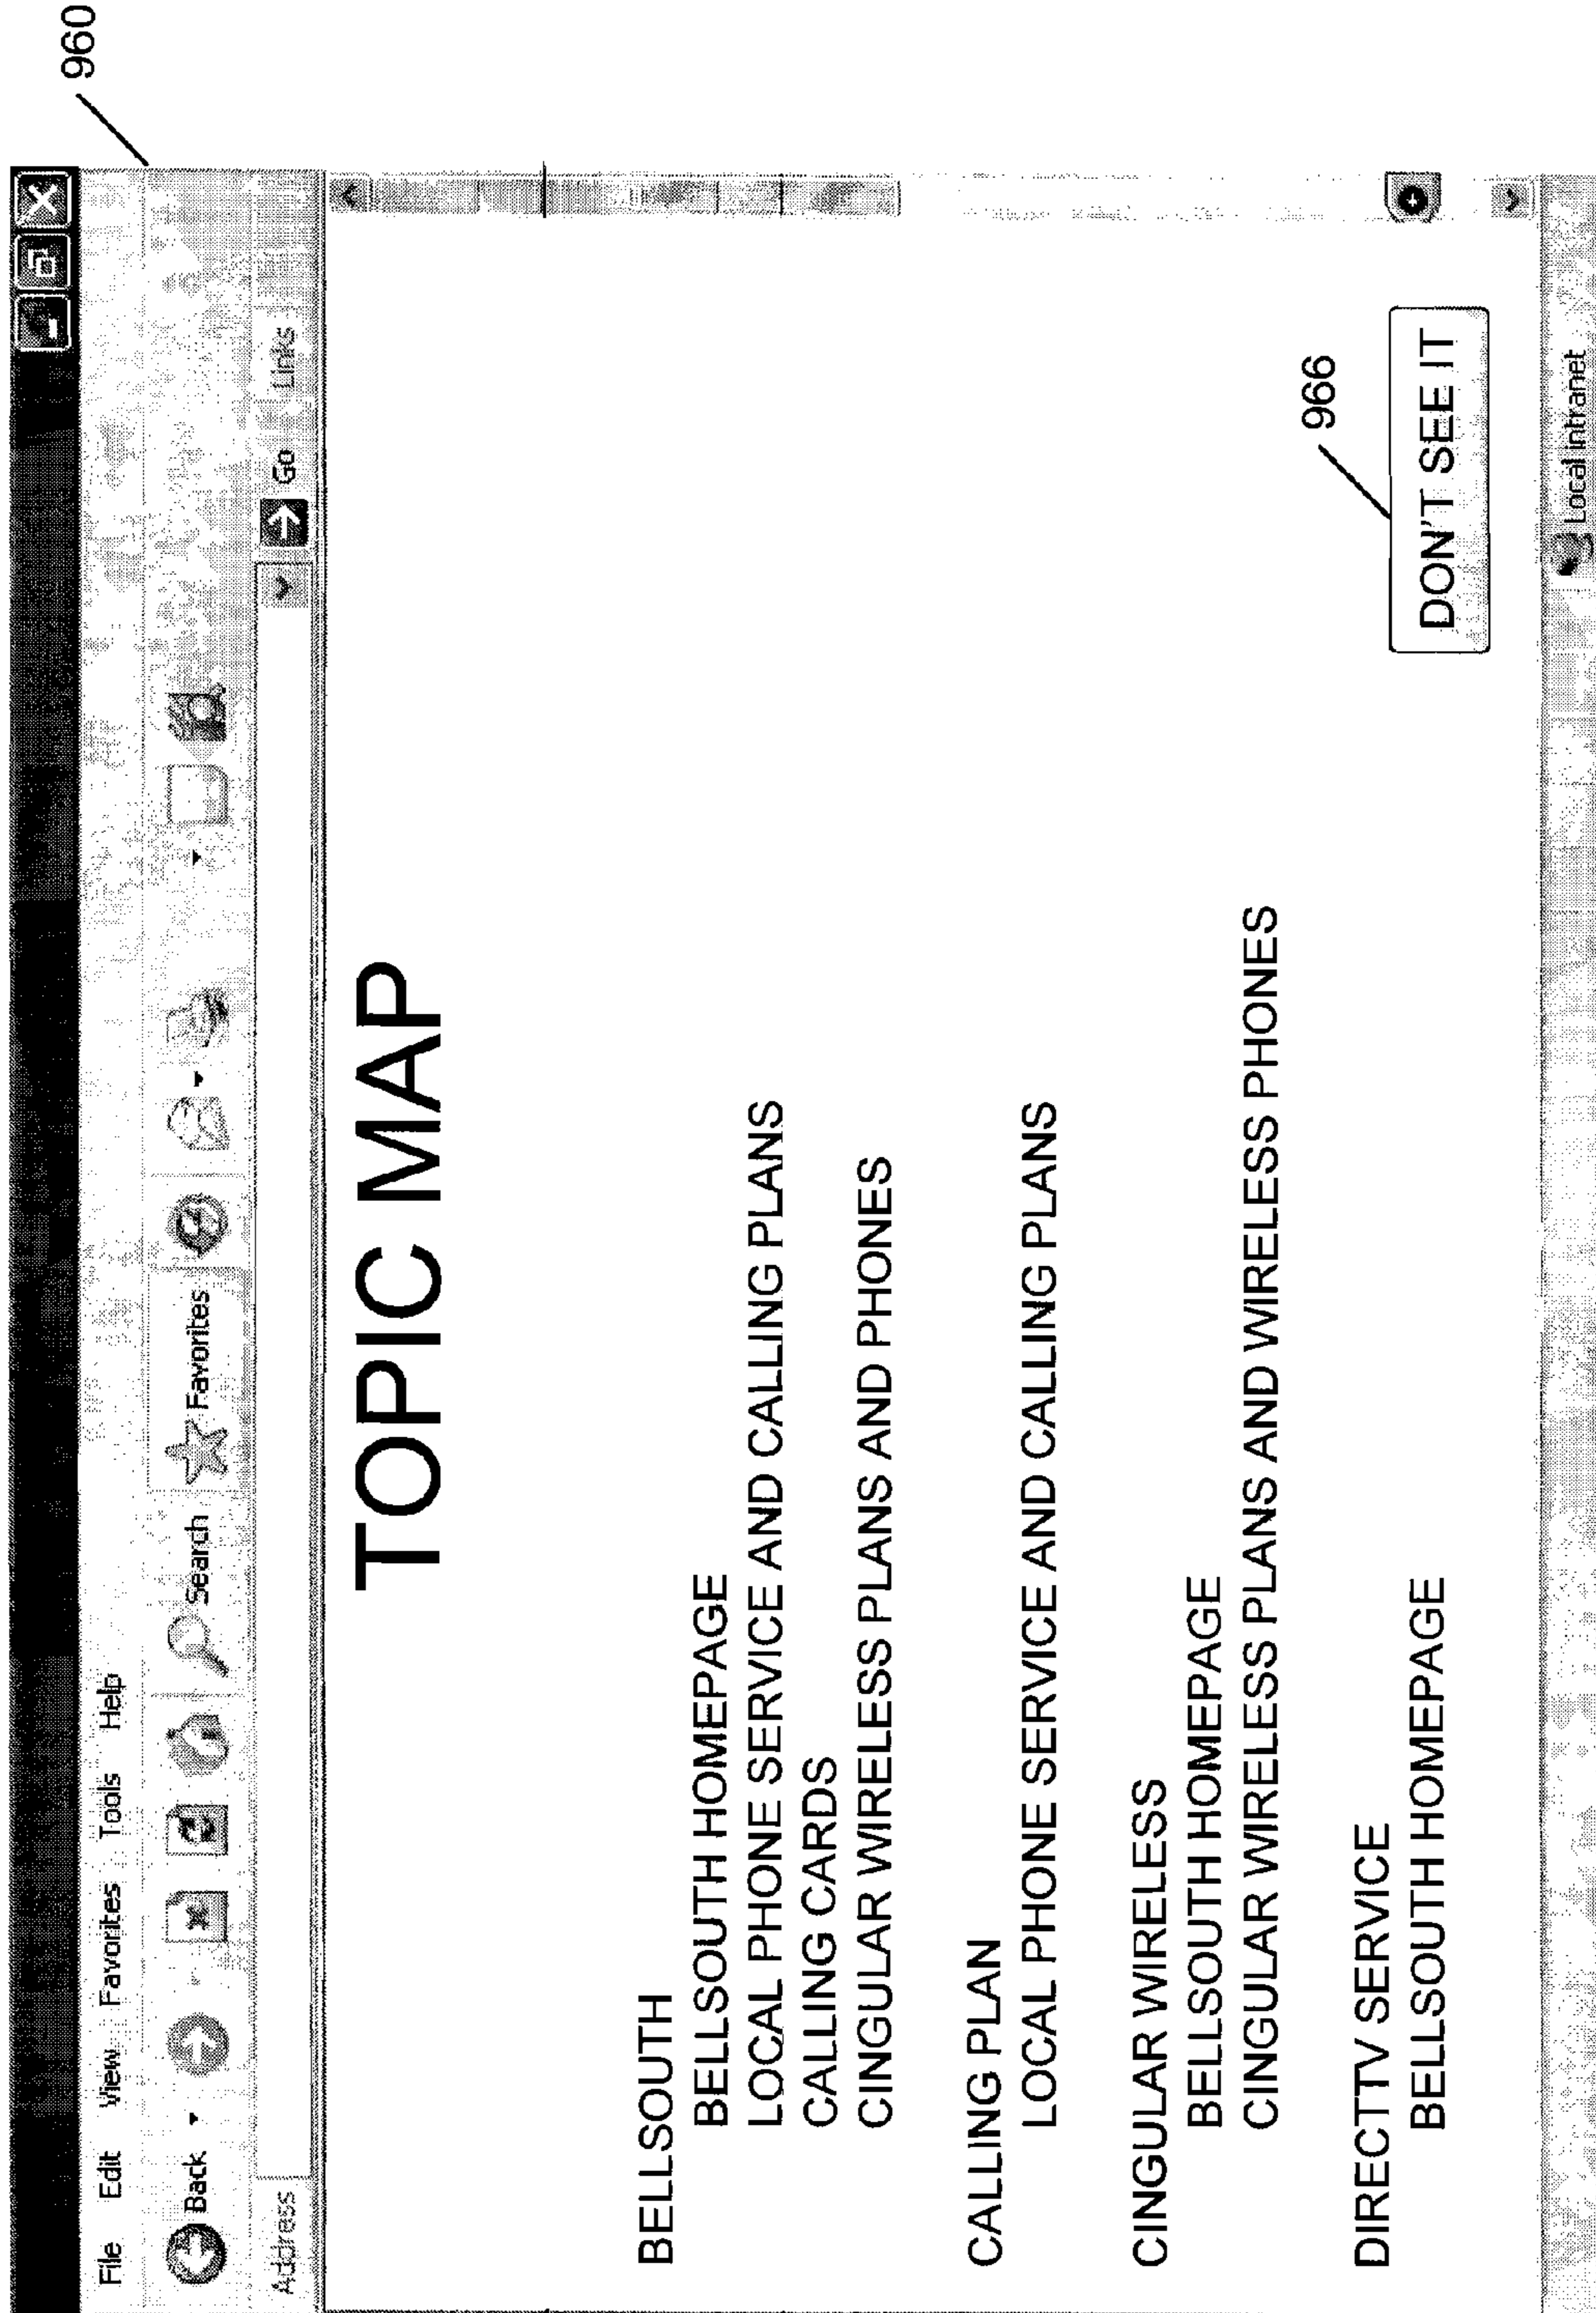 960
File Edit View Favorites Tools Help
Back Search Favorites
Address Go Links
TOPIC MAP
BELLSOUTH
BELLSOUTH HOMEPAGE
LOCAL PHONE SERVICE AND CALLING PLANS
CALLING CARDS
CINGULAR WIRELESS PLANS AND PHONES
CALLING PLAN
LOCAL PHONE SERVICE AND CALLING PLANS
CINGULAR WIRELESS
BELLSOUTH HOMEPAGE
CINGULAR WIRELESS PLANS AND WIRELESS PHONES
DIRECTTV SERVICE
BELLSOUTH HOMEPAGE
966
DON'T SEE IT
Local intranet